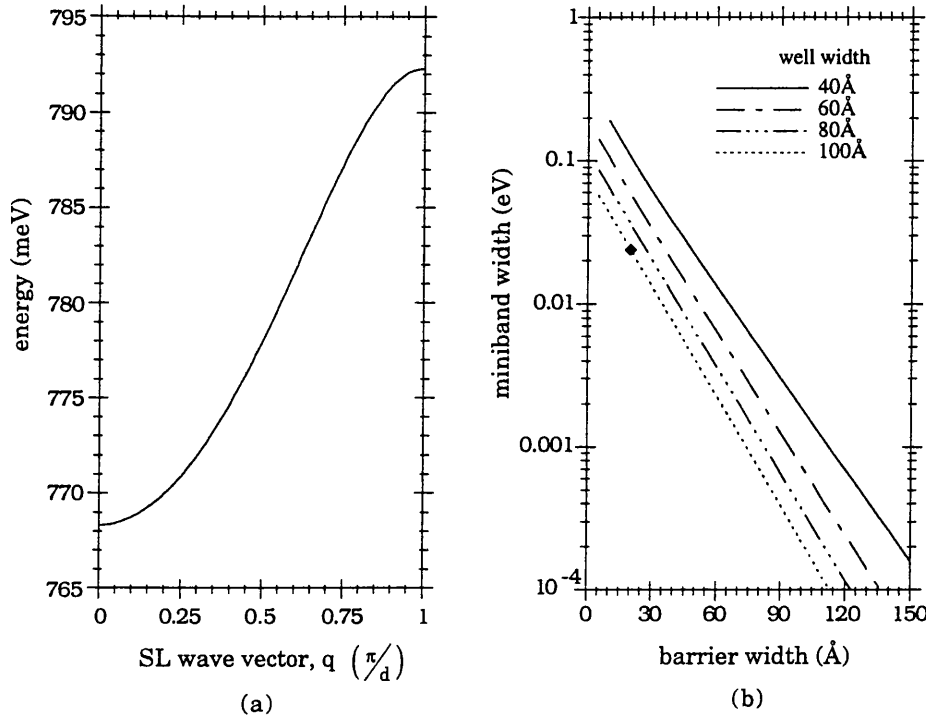 795
790
785
780
775
770
765
energy (meV)
0
0.25
0.5
0.75
1
SL wave vector, q (π/d)
(a)
1
0.1
0.01
0.001
10⁻⁴
miniband width (eV)
well width
40Å
60Å
80Å
100Å
0
30
60
90
120
150
barrier width (Å)
(b)